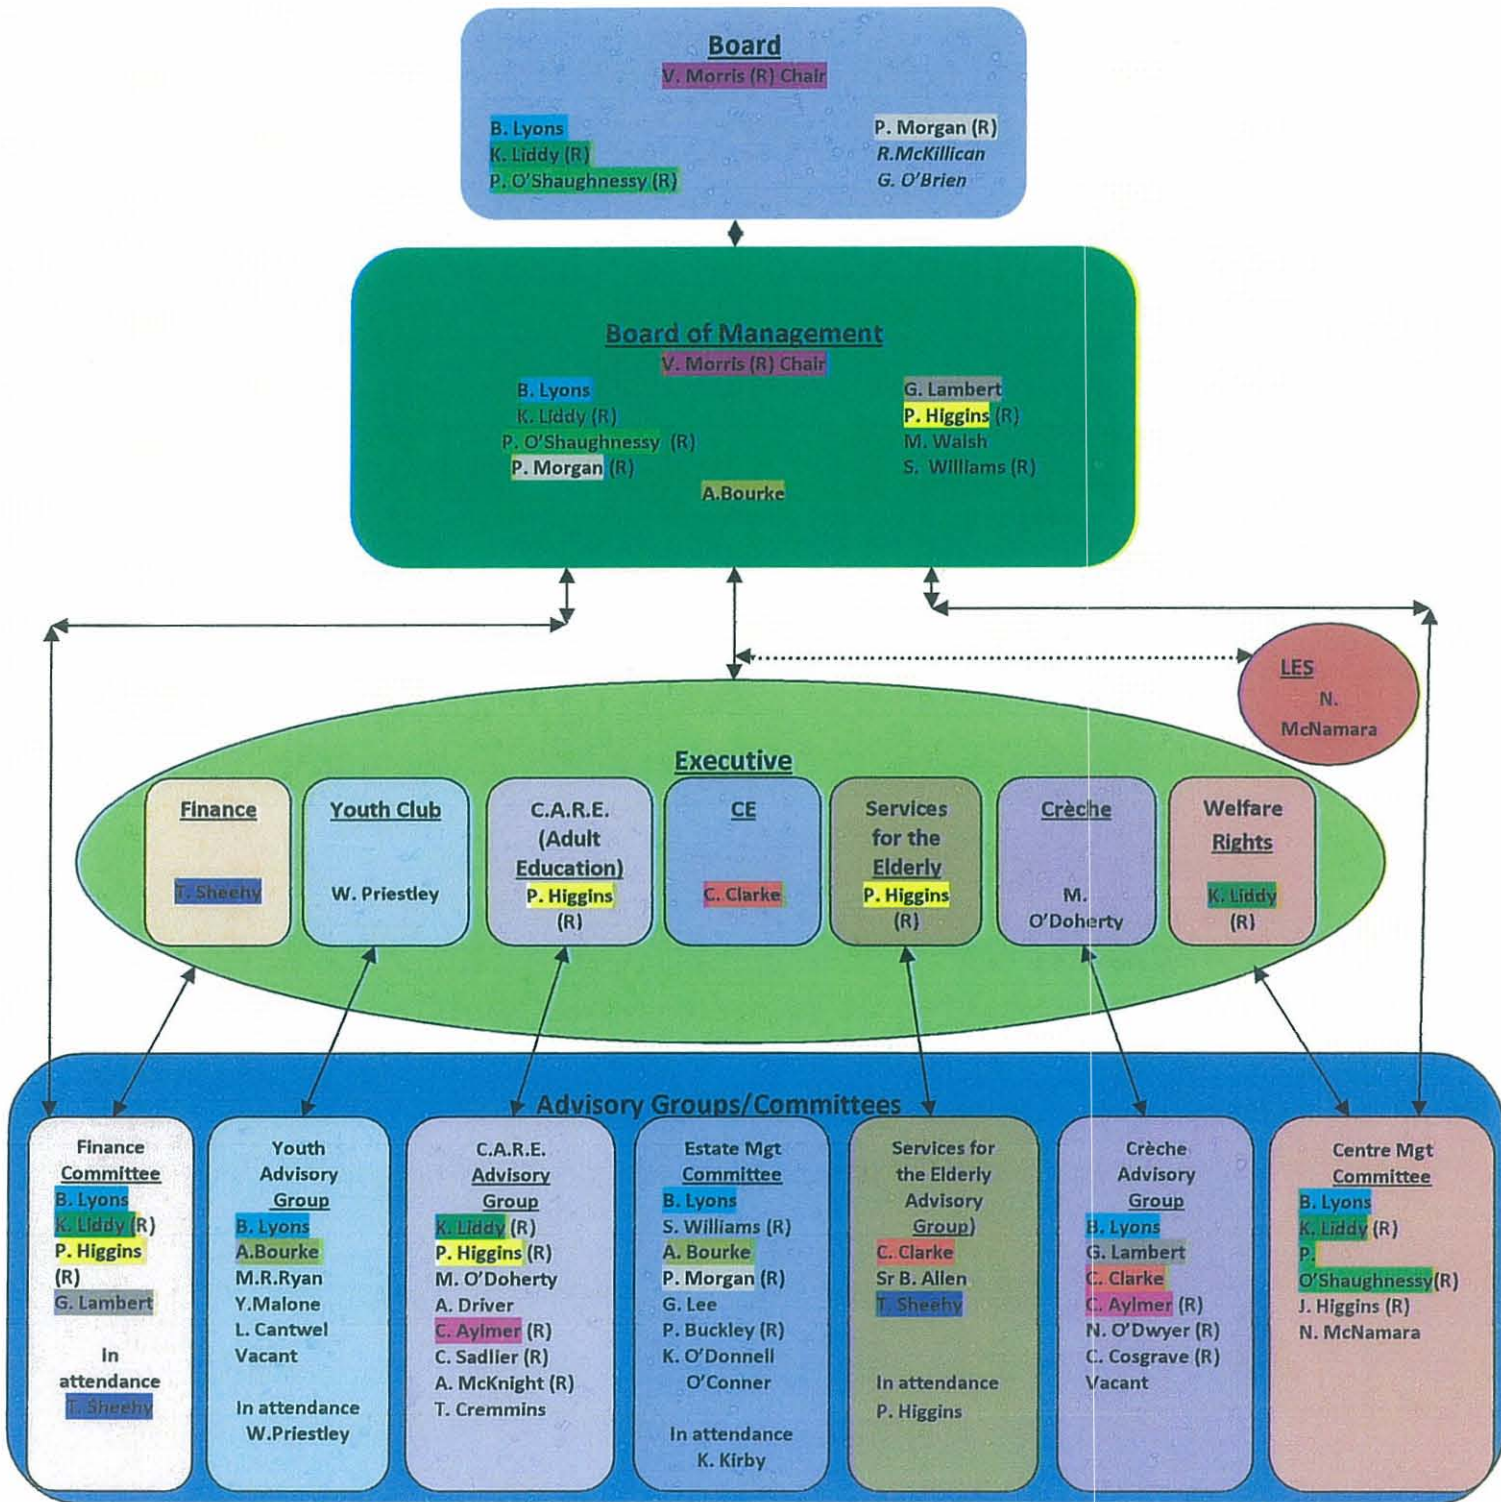 Board
V. Morris (R) Chair
B. Lyons
K. Liddy (R)
P. O'Shaughnessy (R)
P. Morgan (R)
R.McKillican
G. O'Brien
Board of Management
V. Morris (R) Chair
B. Lyons
K. Liddy (R)
P. O'Shaughnessy (R)
P. Morgan (R)
G. Lambert
P. Higgins (R)
M. Walsh
S. Williams (R)
A.Bourke
LES
N.
McNamara
Executive
Finance
T. Sheehy
Youth Club
W. Priestley
C.A.R.E.
(Adult
Education)
P. Higgins
(R)
CE
C. Clarke
Services
for the
Elderly
P. Higgins
(R)
Crèche
M.
O'Doherty
Welfare
Rights
K. Liddy
(R)
Advisory Groups/Committees
Finance
Committee
B. Lyons
K. Liddy (R)
P. Higgins
(R)
G. Lambert
In
attendance
T. Sheehy
Youth
Advisory
Group
B. Lyons
A.Bourke
M.R.Ryan
Y.Malone
L. Cantwel
Vacant
In attendance
W.Priestley
C.A.R.E.
Advisory
Group
K. Liddy (R)
P. Higgins (R)
M. O'Doherty
A. Driver
C. Aylmer (R)
C. Sadlier (R)
A. McKnight (R)
T. Cremmins
Estate Mgt
Committee
B. Lyons
S. Williams (R)
A. Bourke
P. Morgan (R)
G. Lee
P. Buckley (R)
K. O'Donnell
O'Conner
In attendance
K. Kirby
Services for
the Elderly
Advisory
Group)
C. Clarke
Sr B. Allen
T. Sheehy
In attendance
P. Higgins
Crèche
Advisory
Group
B. Lyons
G. Lambert
C. Clarke
C. Aylmer (R)
N. O'Dwyer (R)
C. Cosgrave (R)
Vacant
Centre Mgt
Committee
B. Lyons
K. Liddy (R)
P.
O'Shaughnessy(R)
J. Higgins (R)
N. McNamara